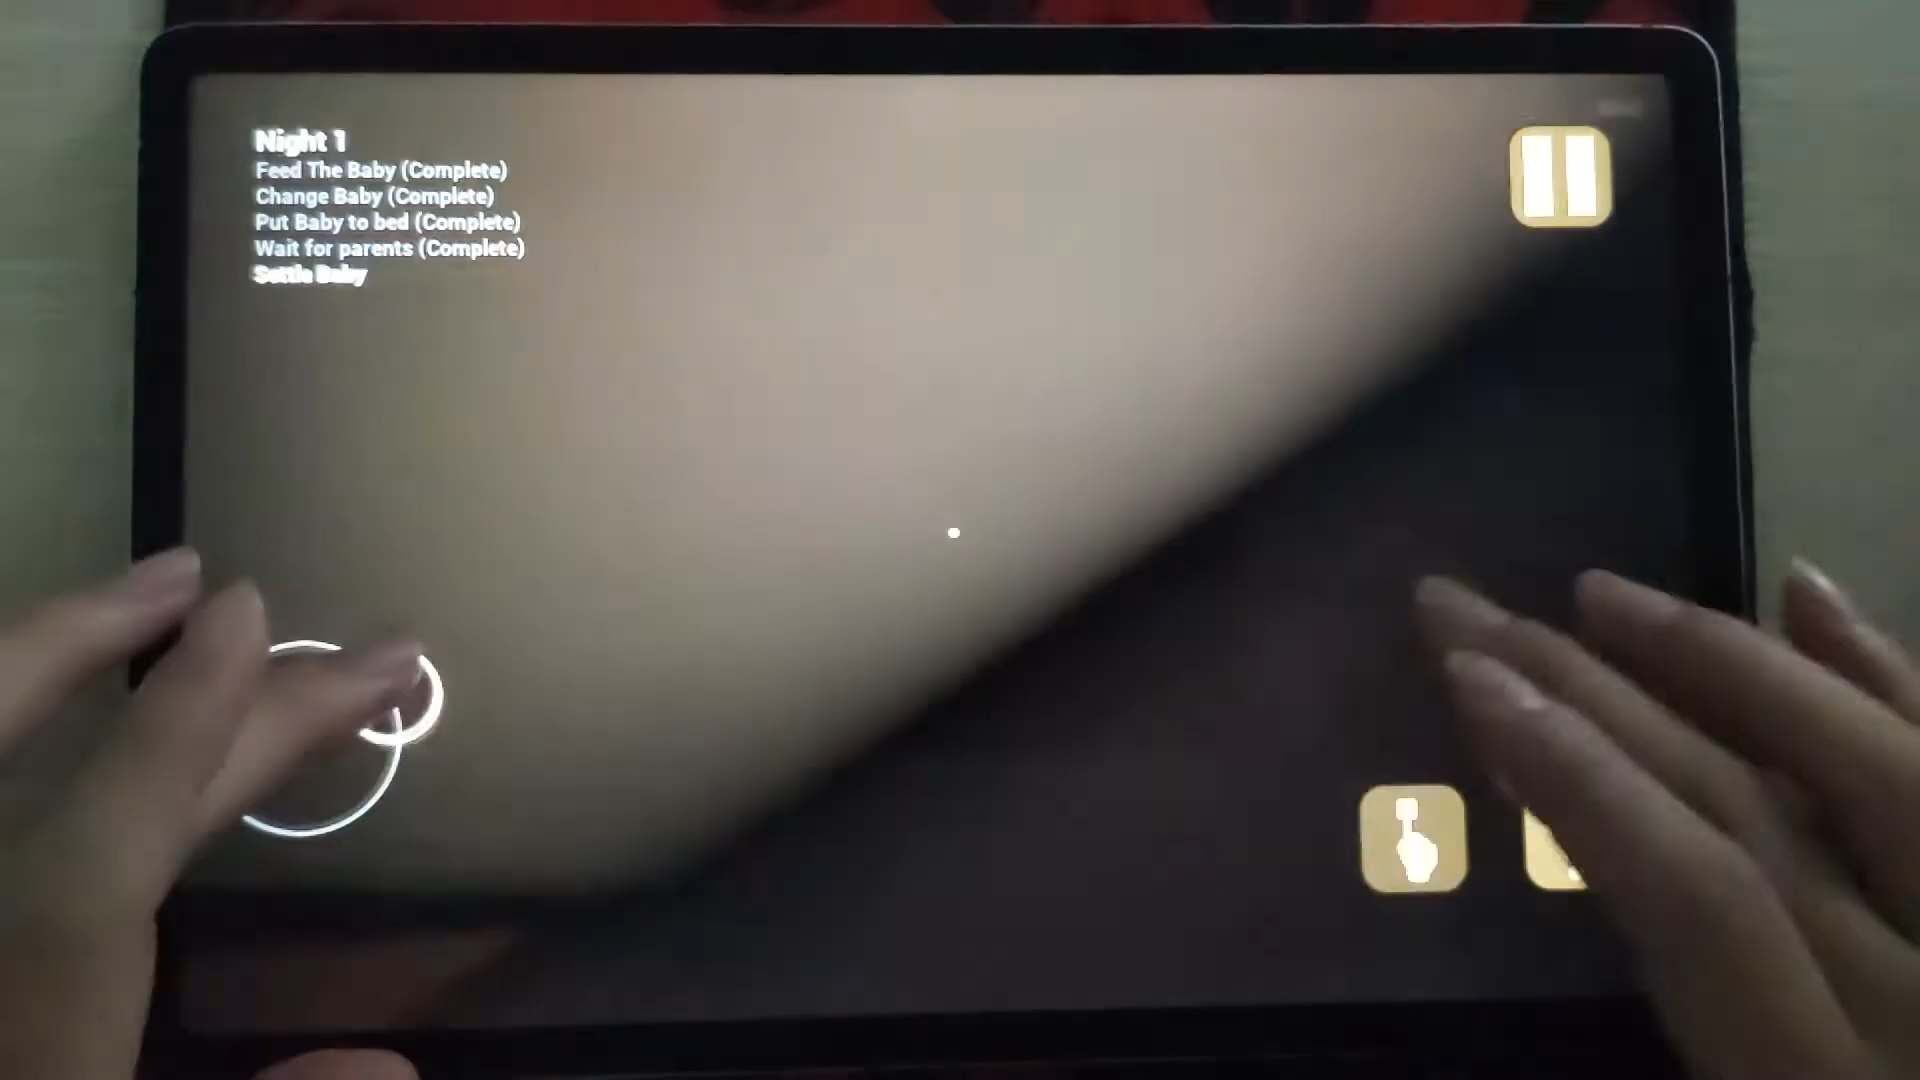 Night 1
Feed The Baby (Complete)
Change Baby (Complete)
Put Baby to bed (Complete)
Wait for parents (Complete)
Settle Baby